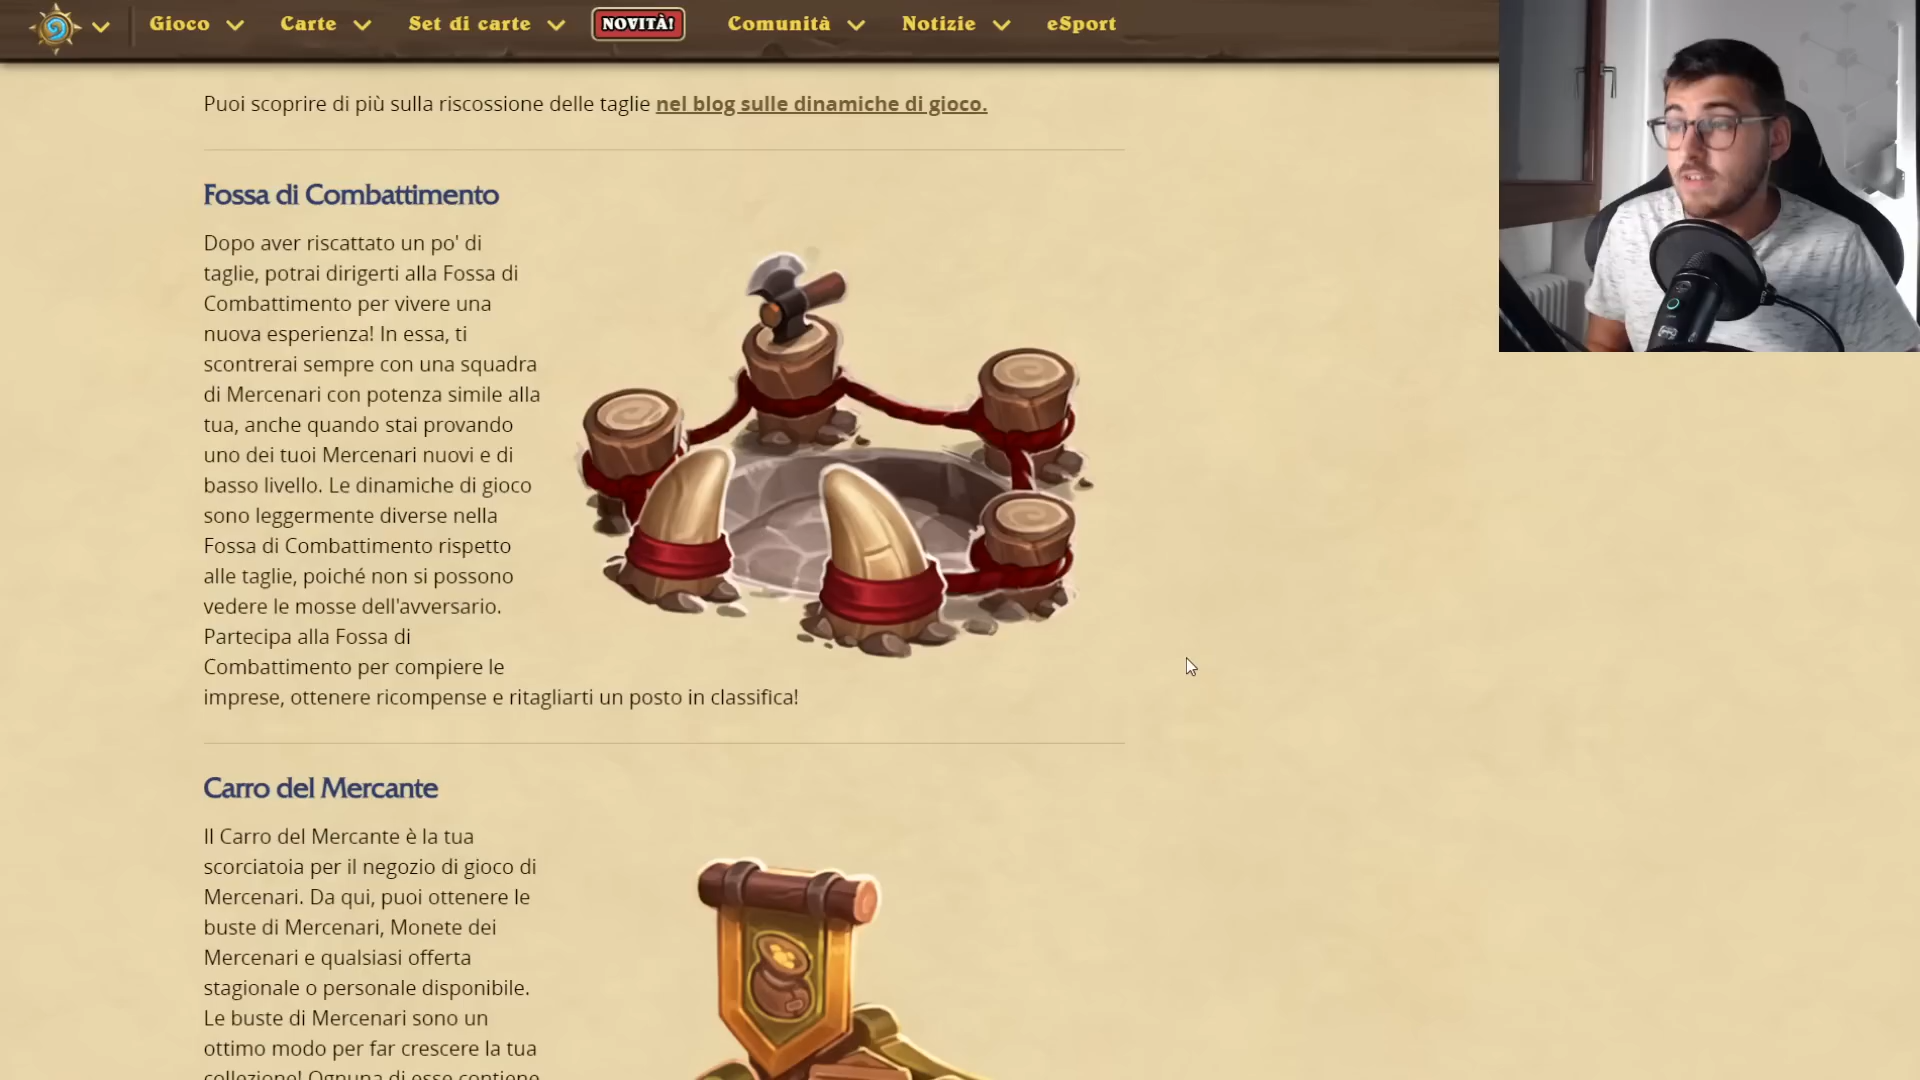 Gioco
Carte
Set di carte
NOVITÀ!
Comunità
Notizie
eSport
Puoi scoprire di più sulla riscossione delle taglie nel blog sulle dinamiche di gioco.
Fossa di Combattimento
Dopo aver riscattato un po' di
taglie, potrai dirigerti alla Fossa di
Combattimento per vivere una
nuova esperienza! In essa, ti
scontrerai sempre con una squadra
di Mercenari con potenza simile alla
tua, anche quando stai provando
uno dei tuoi Mercenari nuovi e di
basso livello. Le dinamiche di gioco
sono leggermente diverse nella
Fossa di Combattimento rispetto
alle taglie, poiché non si possono
vedere le mosse dell'avversario.
Partecipa alla Fossa di
Combattimento per compiere le
imprese, ottenere ricompense e ritagliarti un posto in classifica!
Carro del Mercante
Il Carro del Mercante è la tua
scorciatoia per il negozio di gioco di
Mercenari. Da qui, puoi ottenere le
buste di Mercenari, Monete dei
Mercenari e qualsiasi offerta
stagionale o personale disponibile.
Le buste di Mercenari sono un
ottimo modo per far crescere la tua
collezione! Ognuna di esse contiene